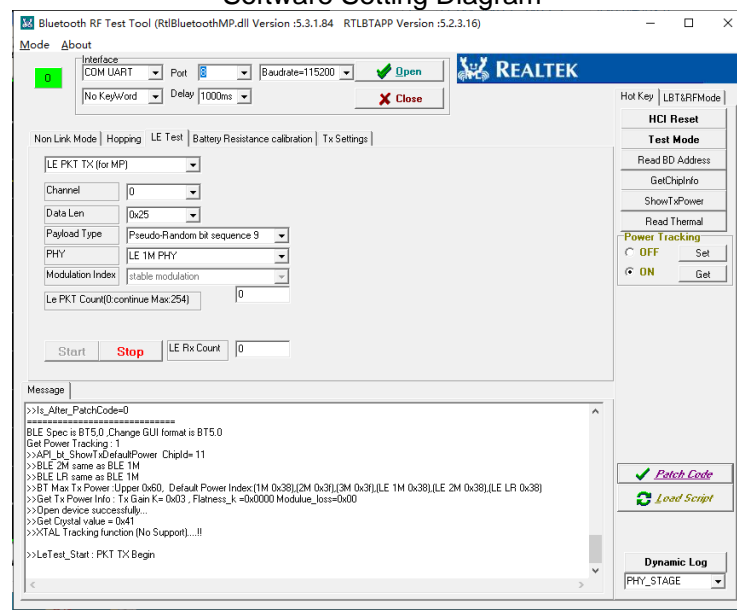 Software Setting Diagram
Bluetooth RF Test Tool (RtlBluetoothMP.dll Version :5.3.1.84 RTLBTAPP Version :5.2.3.16)
Mode About
Interface
0
COM UART Port 8 Baudrate=115200 Open
No KeyWord Delay 1000ms Close
REALTEK
Hot Key LBT&RFMode
HCI Reset
Test Mode
Read BD Address
GetChipInfo
ShowTxPower
Read Thermal
Power Tracking
OFF Set
ON Get
Non Link Mode Hopping LE Test Battery Resistance calibration Tx Settings
LE PKT TX (for MP)
Channel 0
Data Len 0x25
Payload Type Pseudo-Random bit sequence 9
PHY LE 1M PHY
Modulation Index stable modulation
Le PKT Count(0:continue Max:254) 0
Start Stop LE Rx Count 0
Message
>>Is_After_PatchCode=0
==============================
BLE Spec is BT5,0 ,Change GUI format is BT5.0
Get Power Tracking : 1
>>API_bt_ShowTxDefaultPower ChipId= 11
>>BLE 2M same as BLE 1M
>>BLE LR same as BLE 1M
>>BT Max Tx Power :Upper 0x60, Default Power Index:(1M 0x38),(2M 0x3f),(3M 0x3f),(LE 1M 0x38),(LE 2M 0x38),(LE LR 0x38)
>>Get Tx Power Info : Tx Gain K= 0x03 , Flatness_k =0x0000 Modulue_loss=0x00
>>Open device successfully...
>>Get Crystal value = 0x41
>>XTAL Tracking function (No Support)....!!
>>LeTest_Start : PKT TX Begin
Patch Code
Load Script
Dynamic Log
PHY_STAGE